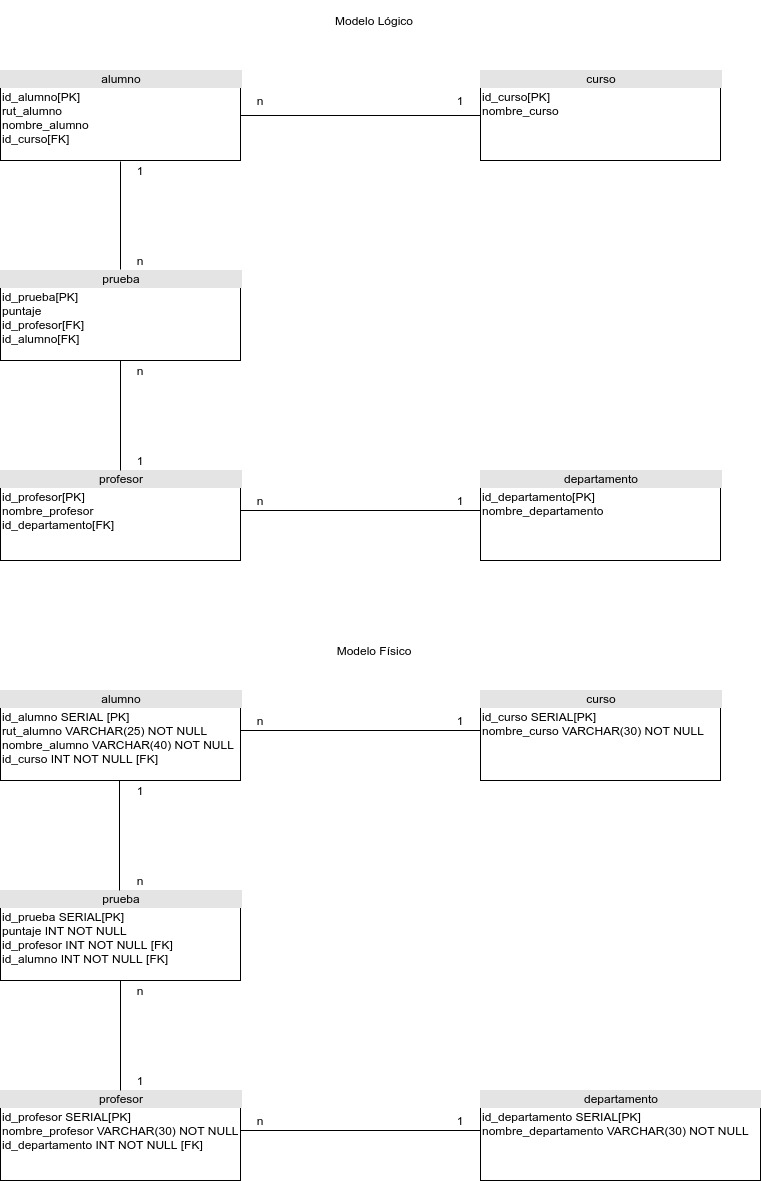 Modelo Lógico
alumno
id_alumno[PK]
rut_alumno
nombre_alumno
id_curso[FK]
n
1
curso
id_curso[PK]
nombre_curso
1
n
prueba
id_prueba[PK]
puntaje
id_profesor[FK]
id_alumno[FK]
n
1
profesor
id_profesor[PK]
nombre_profesor
id_departamento[FK]
n
1
departamento
id_departamento[PK]
nombre_departamento
Modelo Físico
alumno
id_alumno SERIAL [PK]
rut_alumno VARCHAR(25) NOT NULL
nombre_alumno VARCHAR(40) NOT NULL
id_curso INT NOT NULL [FK]
n
1
curso
id_curso SERIAL[PK]
nombre_curso VARCHAR(30) NOT NULL
1
n
prueba
id_prueba SERIAL[PK]
puntaje INT NOT NULL
id_profesor INT NOT NULL [FK]
id_alumno INT NOT NULL [FK]
n
1
profesor
id_profesor SERIAL[PK]
nombre_profesor VARCHAR(30) NOT NULL
id_departamento INT NOT NULL [FK]
n
1
departamento
id_departamento SERIAL[PK]
nombre_departamento VARCHAR(30) NOT NULL